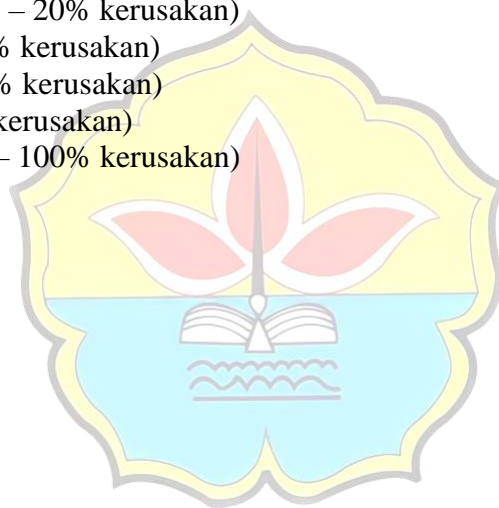 – 20% kerusakan)
% kerusakan)
% kerusakan)
kerusakan)
– 100% kerusakan)